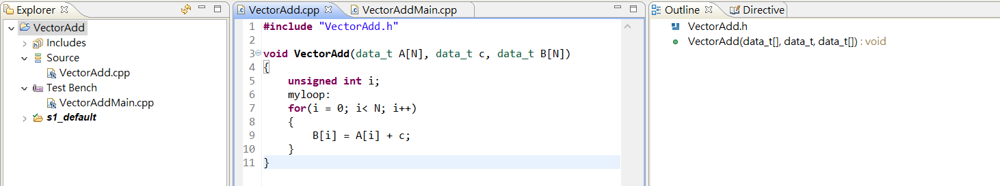 Explorer
VectorAdd
Includes
Source
VectorAdd.cpp
Test Bench
VectorAddMain.cpp
s1_default
VectorAdd.cpp
VectorAddMain.cpp
1 #include "VectorAdd.h"
2
3 void VectorAdd(data_t A[N], data_t c, data_t B[N])
4 {
5     unsigned int i;
6     myloop:
7     for(i = 0; i< N; i++)
8     {
9         B[i] = A[i] + c;
10     }
11 }
Outline
Directive
VectorAdd.h
VectorAdd(data_t[], data_t, data_t[]) : void